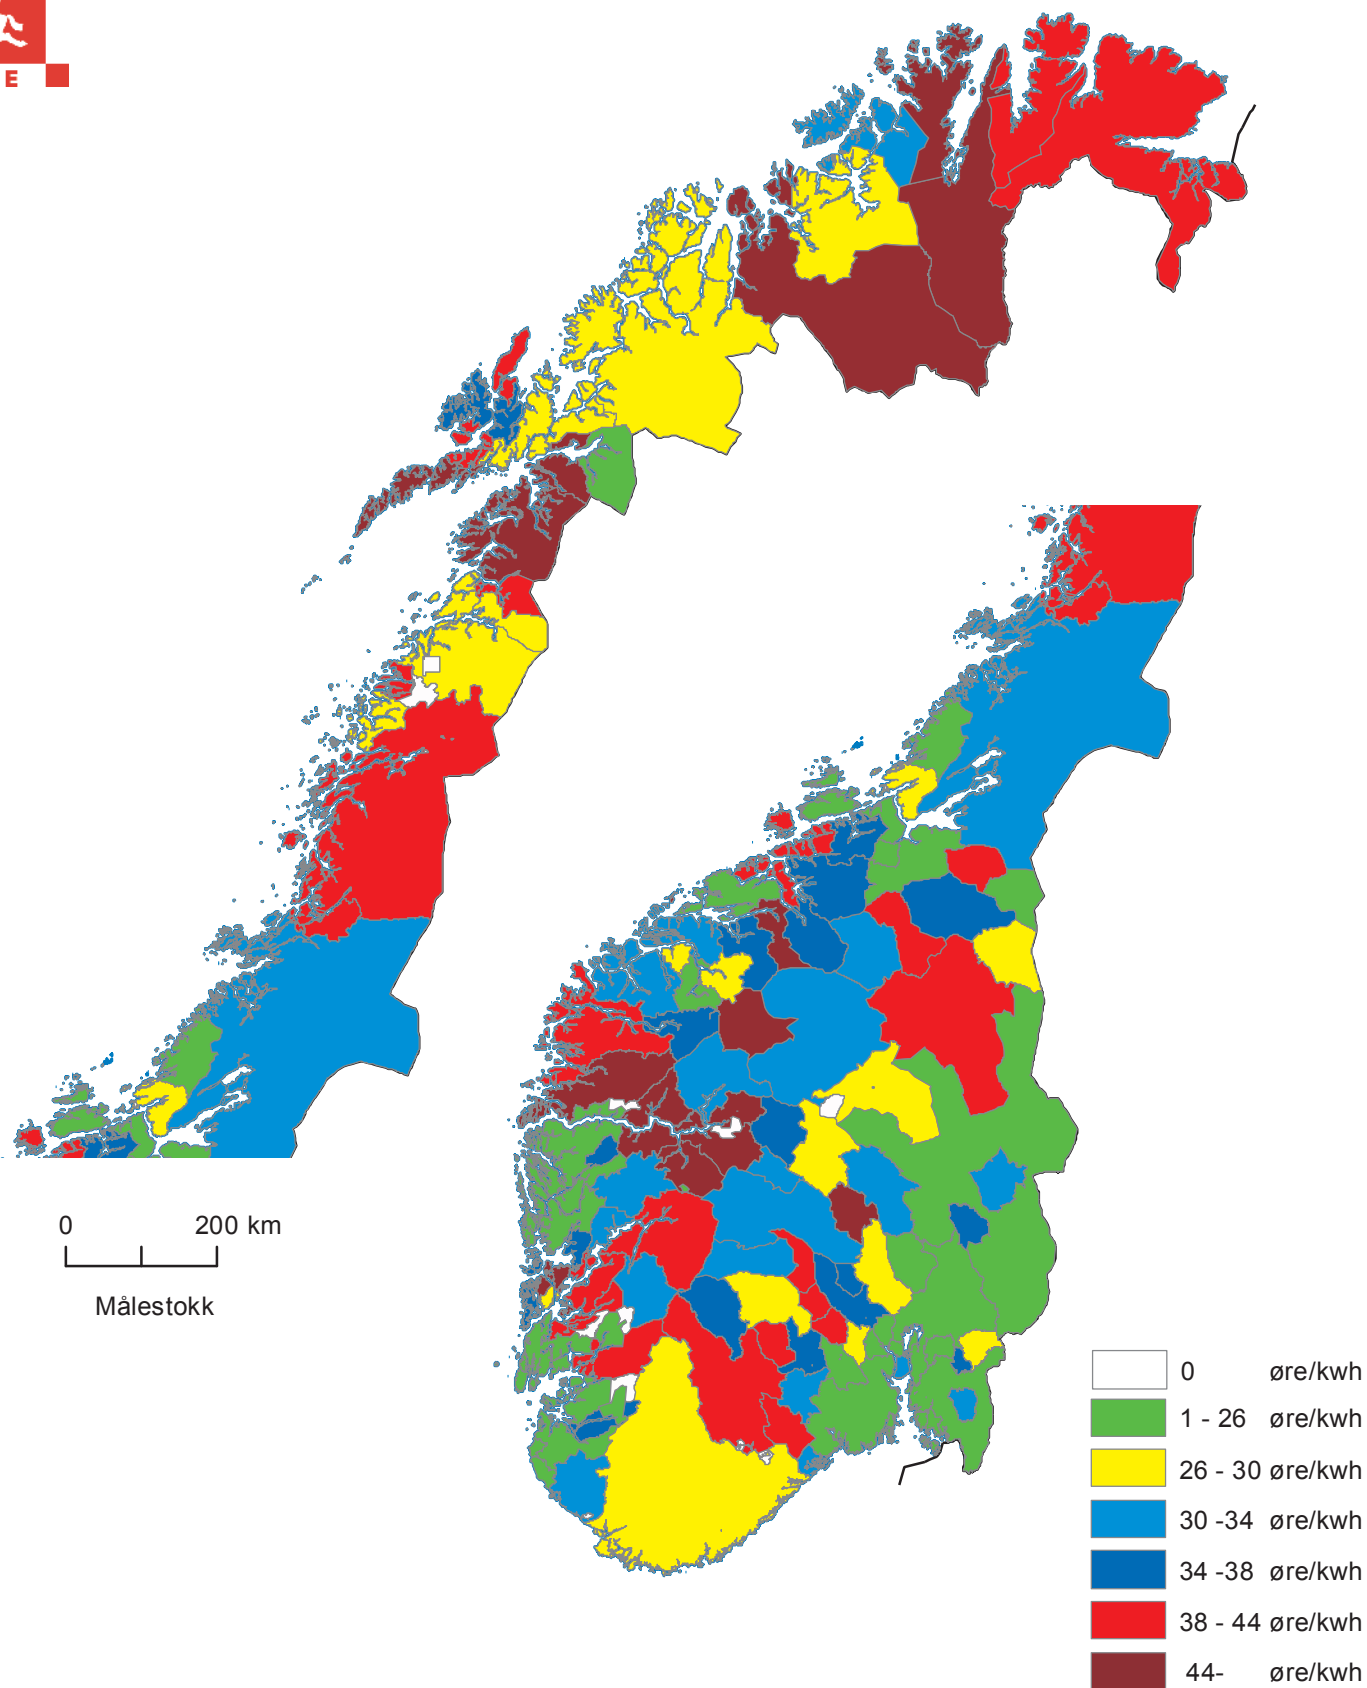 E
0 200 km
Målestokk
0 øre/kwh
1 - 26 øre/kwh
26 - 30 øre/kwh
30 -34 øre/kwh
34 -38 øre/kwh
38 - 44 øre/kwh
44- øre/kwh